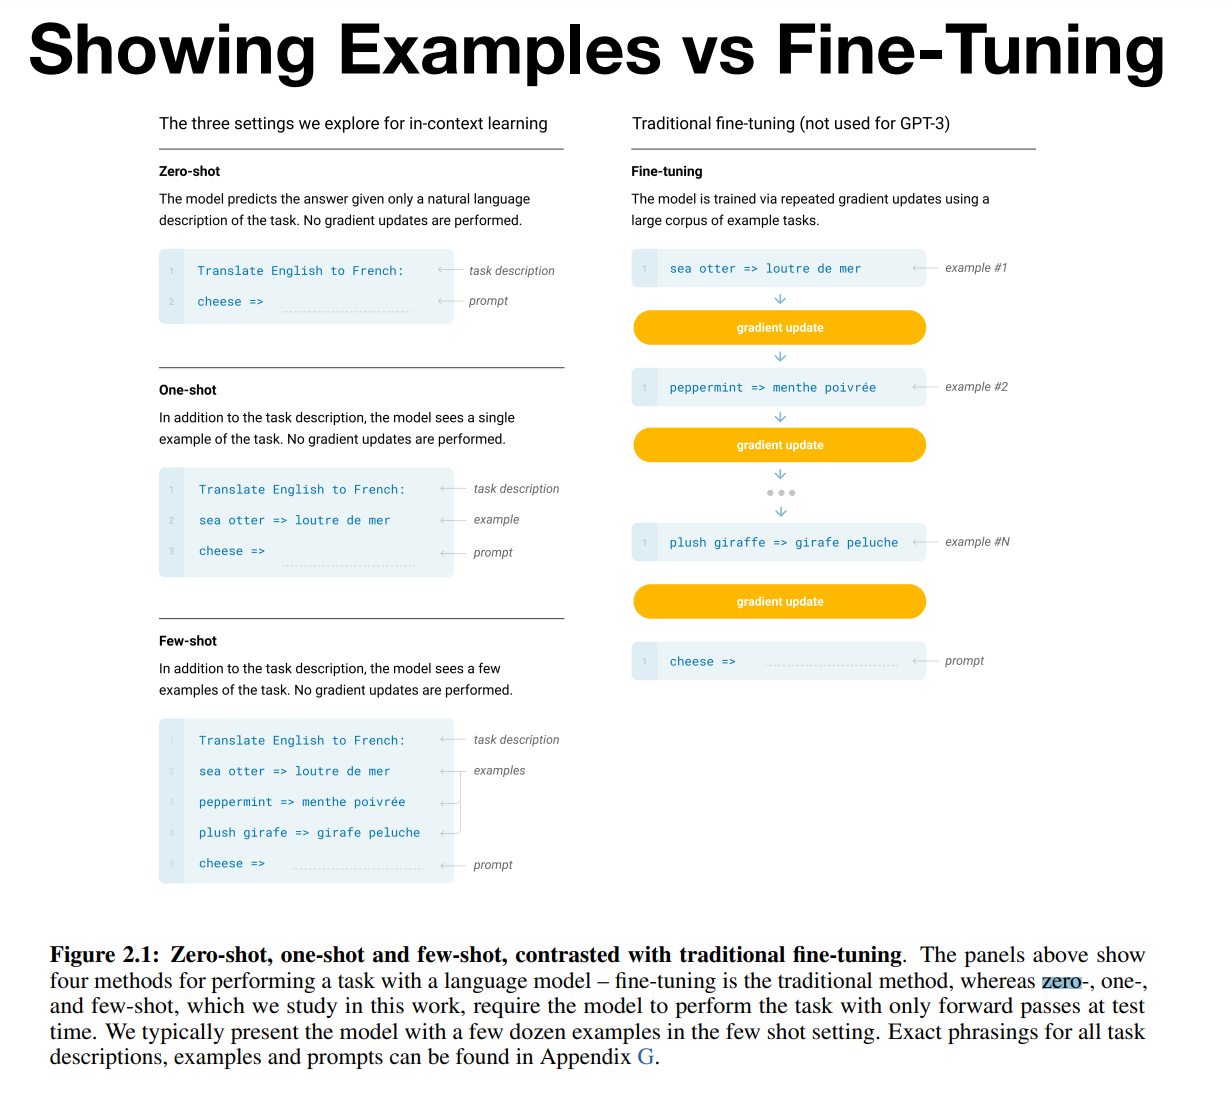 Showing Examples vs Fine-Tuning
The three settings we explore for in-context learning
Zero-shot
The model predicts the answer given only a natural language
description of the task. No gradient updates are performed.
1 Translate English to French: task description
2 cheese => prompt
One-shot
In addition to the task description, the model sees a single
example of the task. No gradient updates are performed.
1 Translate English to French: task description
2 sea otter => loutre de mer example
3 cheese => prompt
Few-shot
In addition to the task description, the model sees a few
examples of the task. No gradient updates are performed.
1 Translate English to French: task description
2 sea otter => loutre de mer examples
3 peppermint => menthe poivrée
4 plush girafe => girafe peluche
5 cheese => prompt
Traditional fine-tuning (not used for GPT-3)
Fine-tuning
The model is trained via repeated gradient updates using a
large corpus of example tasks.
1 sea otter => loutre de mer example #1
gradient update
1 peppermint => menthe poivrée example #2
gradient update
1 plush giraffe => girafe peluche example #N
gradient update
1 cheese => prompt
Figure 2.1: Zero-shot, one-shot and few-shot, contrasted with traditional fine-tuning. The panels above show
four methods for performing a task with a language model – fine-tuning is the traditional method, whereas zero-, one-,
and few-shot, which we study in this work, require the model to perform the task with only forward passes at test
time. We typically present the model with a few dozen examples in the few shot setting. Exact phrasings for all task
descriptions, examples and prompts can be found in Appendix G.